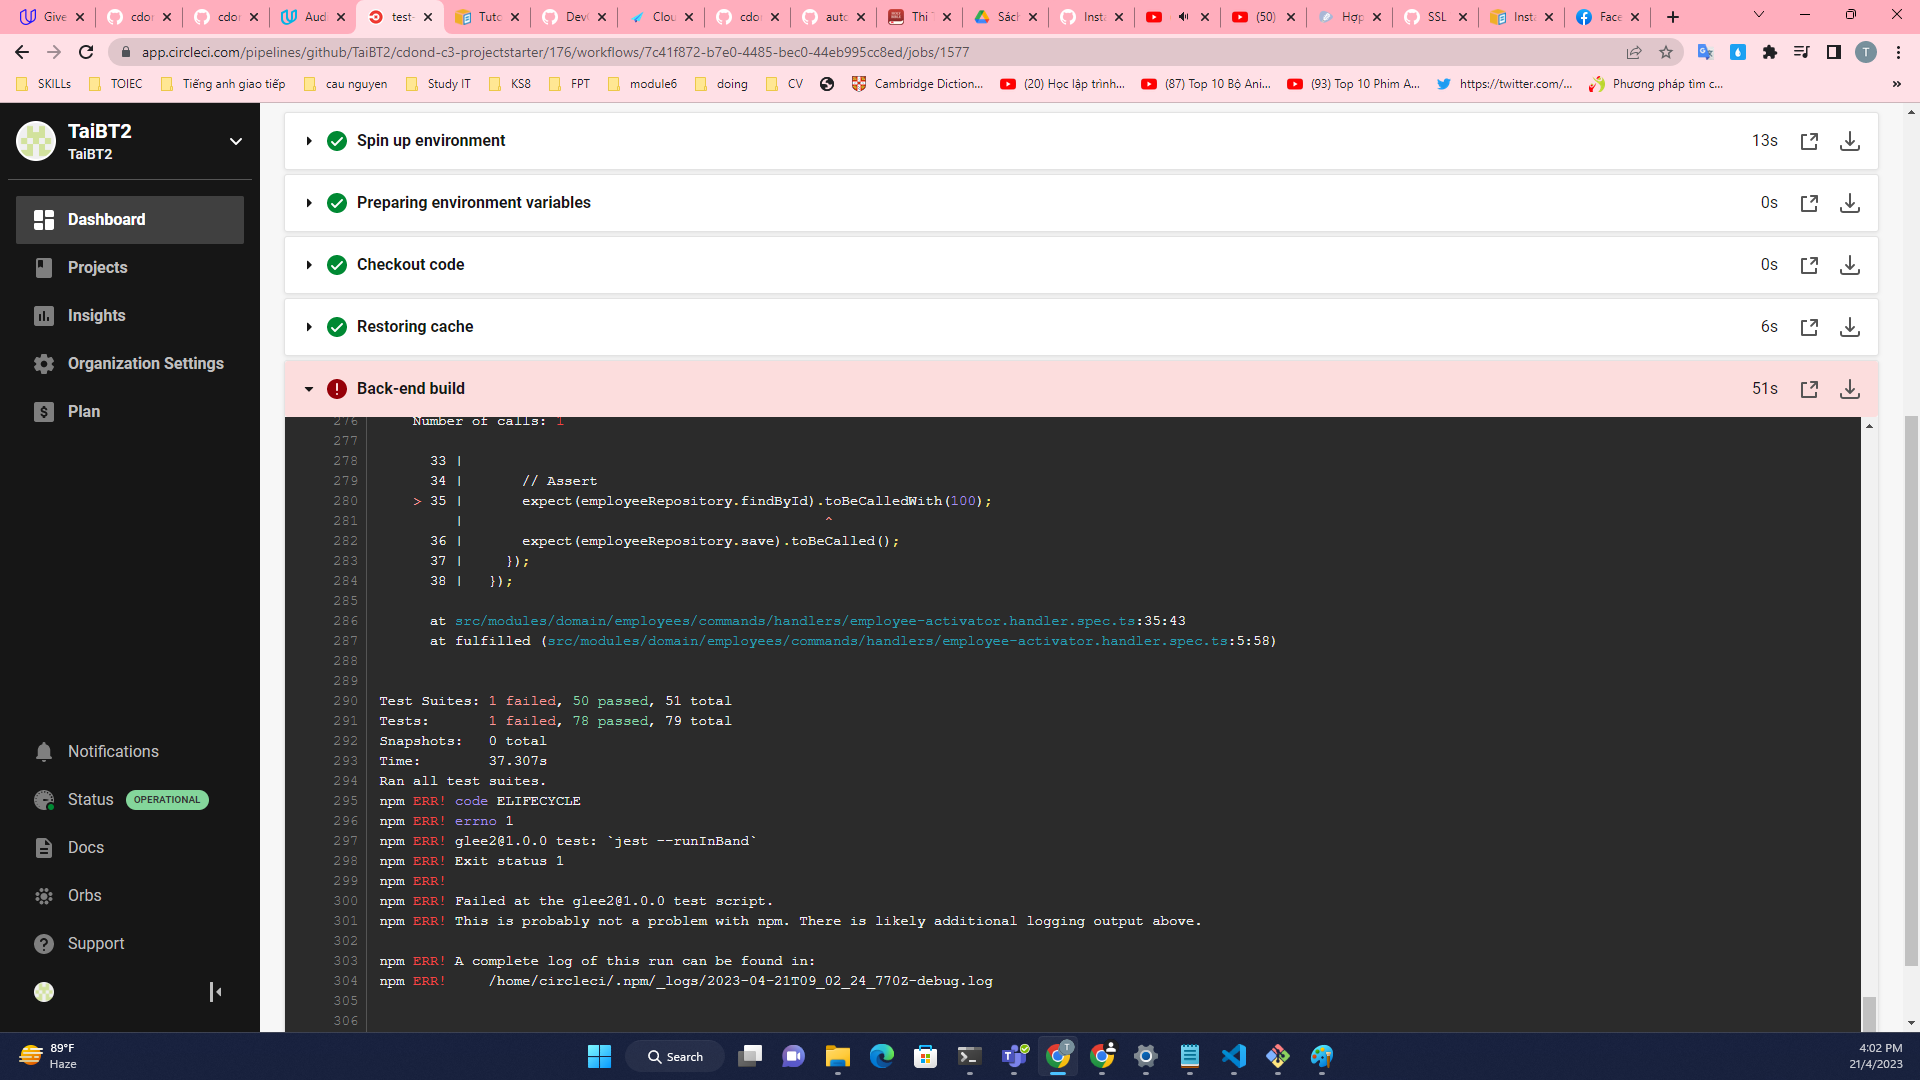 Give
cdor
cdor
Aud
test-
Tuto
Dev
Clou
cdor
auto
Thi
Sách
Insta
(50)
Hợp
SSL
Insta
Face
app.circleci.com/pipelines/github/TaiBT2/cdond-c3-projectstarter/176/workflows/7c41f872-b7e0-4485-bec0-44eb995cc8ed/jobs/1577
T
SKILLs
TOIEC
Tiếng anh giao tiếp
cau nguyen
Study IT
KS8
FPT
module6
doing
CV
Cambridge Diction...
(20) Học lập trình...
(87) Top 10 Bộ Ani...
(93) Top 10 Phim A...
https://twitter.com/...
Phương pháp tìm c...
»
TaiBT2
TaiBT2
Dashboard
Projects
Insights
Organization Settings
Plan
Notifications
Status OPERATIONAL
Docs
Orbs
Support
Spin up environment 13s
Preparing environment variables 0s
Checkout code 0s
Restoring cache 6s
Back-end build 51s
276 Number of calls: 1
277
278 33 |
279 34 | // Assert
280 > 35 | expect(employeeRepository.findById).toBeCalledWith(100);
281 | ^
282 36 | expect(employeeRepository.save).toBeCalled();
283 37 | });
284 38 | });
285
286 at src/modules/domain/employees/commands/handlers/employee-activator.handler.spec.ts:35:43
287 at fulfilled (src/modules/domain/employees/commands/handlers/employee-activator.handler.spec.ts:5:58)
288
289
290 Test Suites: 1 failed, 50 passed, 51 total
291 Tests: 1 failed, 78 passed, 79 total
292 Snapshots: 0 total
293 Time: 37.307s
294 Ran all test suites.
295 npm ERR! code ELIFECYCLE
296 npm ERR! errno 1
297 npm ERR! glee2@1.0.0 test: `jest --runInBand`
298 npm ERR! Exit status 1
299 npm ERR!
300 npm ERR! Failed at the glee2@1.0.0 test script.
301 npm ERR! This is probably not a problem with npm. There is likely additional logging output above.
302
303 npm ERR! A complete log of this run can be found in:
304 npm ERR! /home/circleci/.npm/_logs/2023-04-21T09_02_24_770Z-debug.log
305
306
89°F
Haze
Search
4:02 PM
21/4/2023